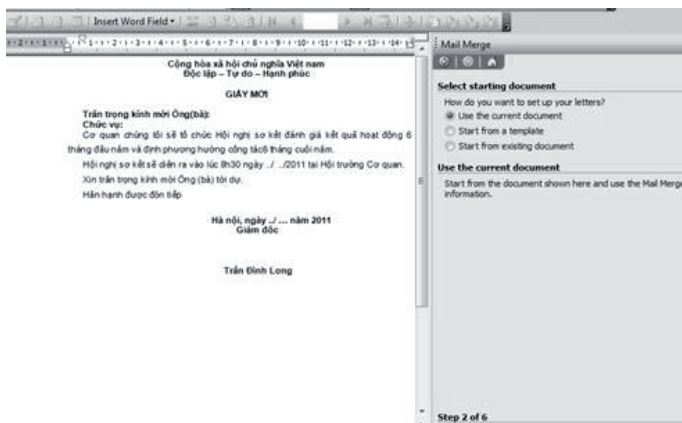 Insert Word Field
Mail Merge
Cộng hòa xã hội chủ nghĩa Việt nam
Độc lập – Tự do – Hạnh phúc
GIẤY MỜI
Trân trọng kính mời Ông(bà):
Chức vụ:
Cơ quan chúng tôi sẽ tổ chức Hội nghị sơ kết đánh giá kết quả hoạt động 6
tháng đầu năm và định phương hướng công tác6 tháng cuối năm.
Hội nghị sơ kết sẽ diễn ra vào lúc 8h30 ngày ./ ../2011 tại Hội trường Cơ quan.
Xin trân trọng kính mời Ông (bà) tới dự.
Hân hạnh được đón tiếp
Hà nội, ngày ../ ... năm 2011
Giám đốc
Trần Đình Long
Select starting document
How do you want to set up your letters?
Use the current document
Start from a template
Start from existing document
Use the current document
Start from the document shown here and use the Mail Merge
information.
Step 2 of 6